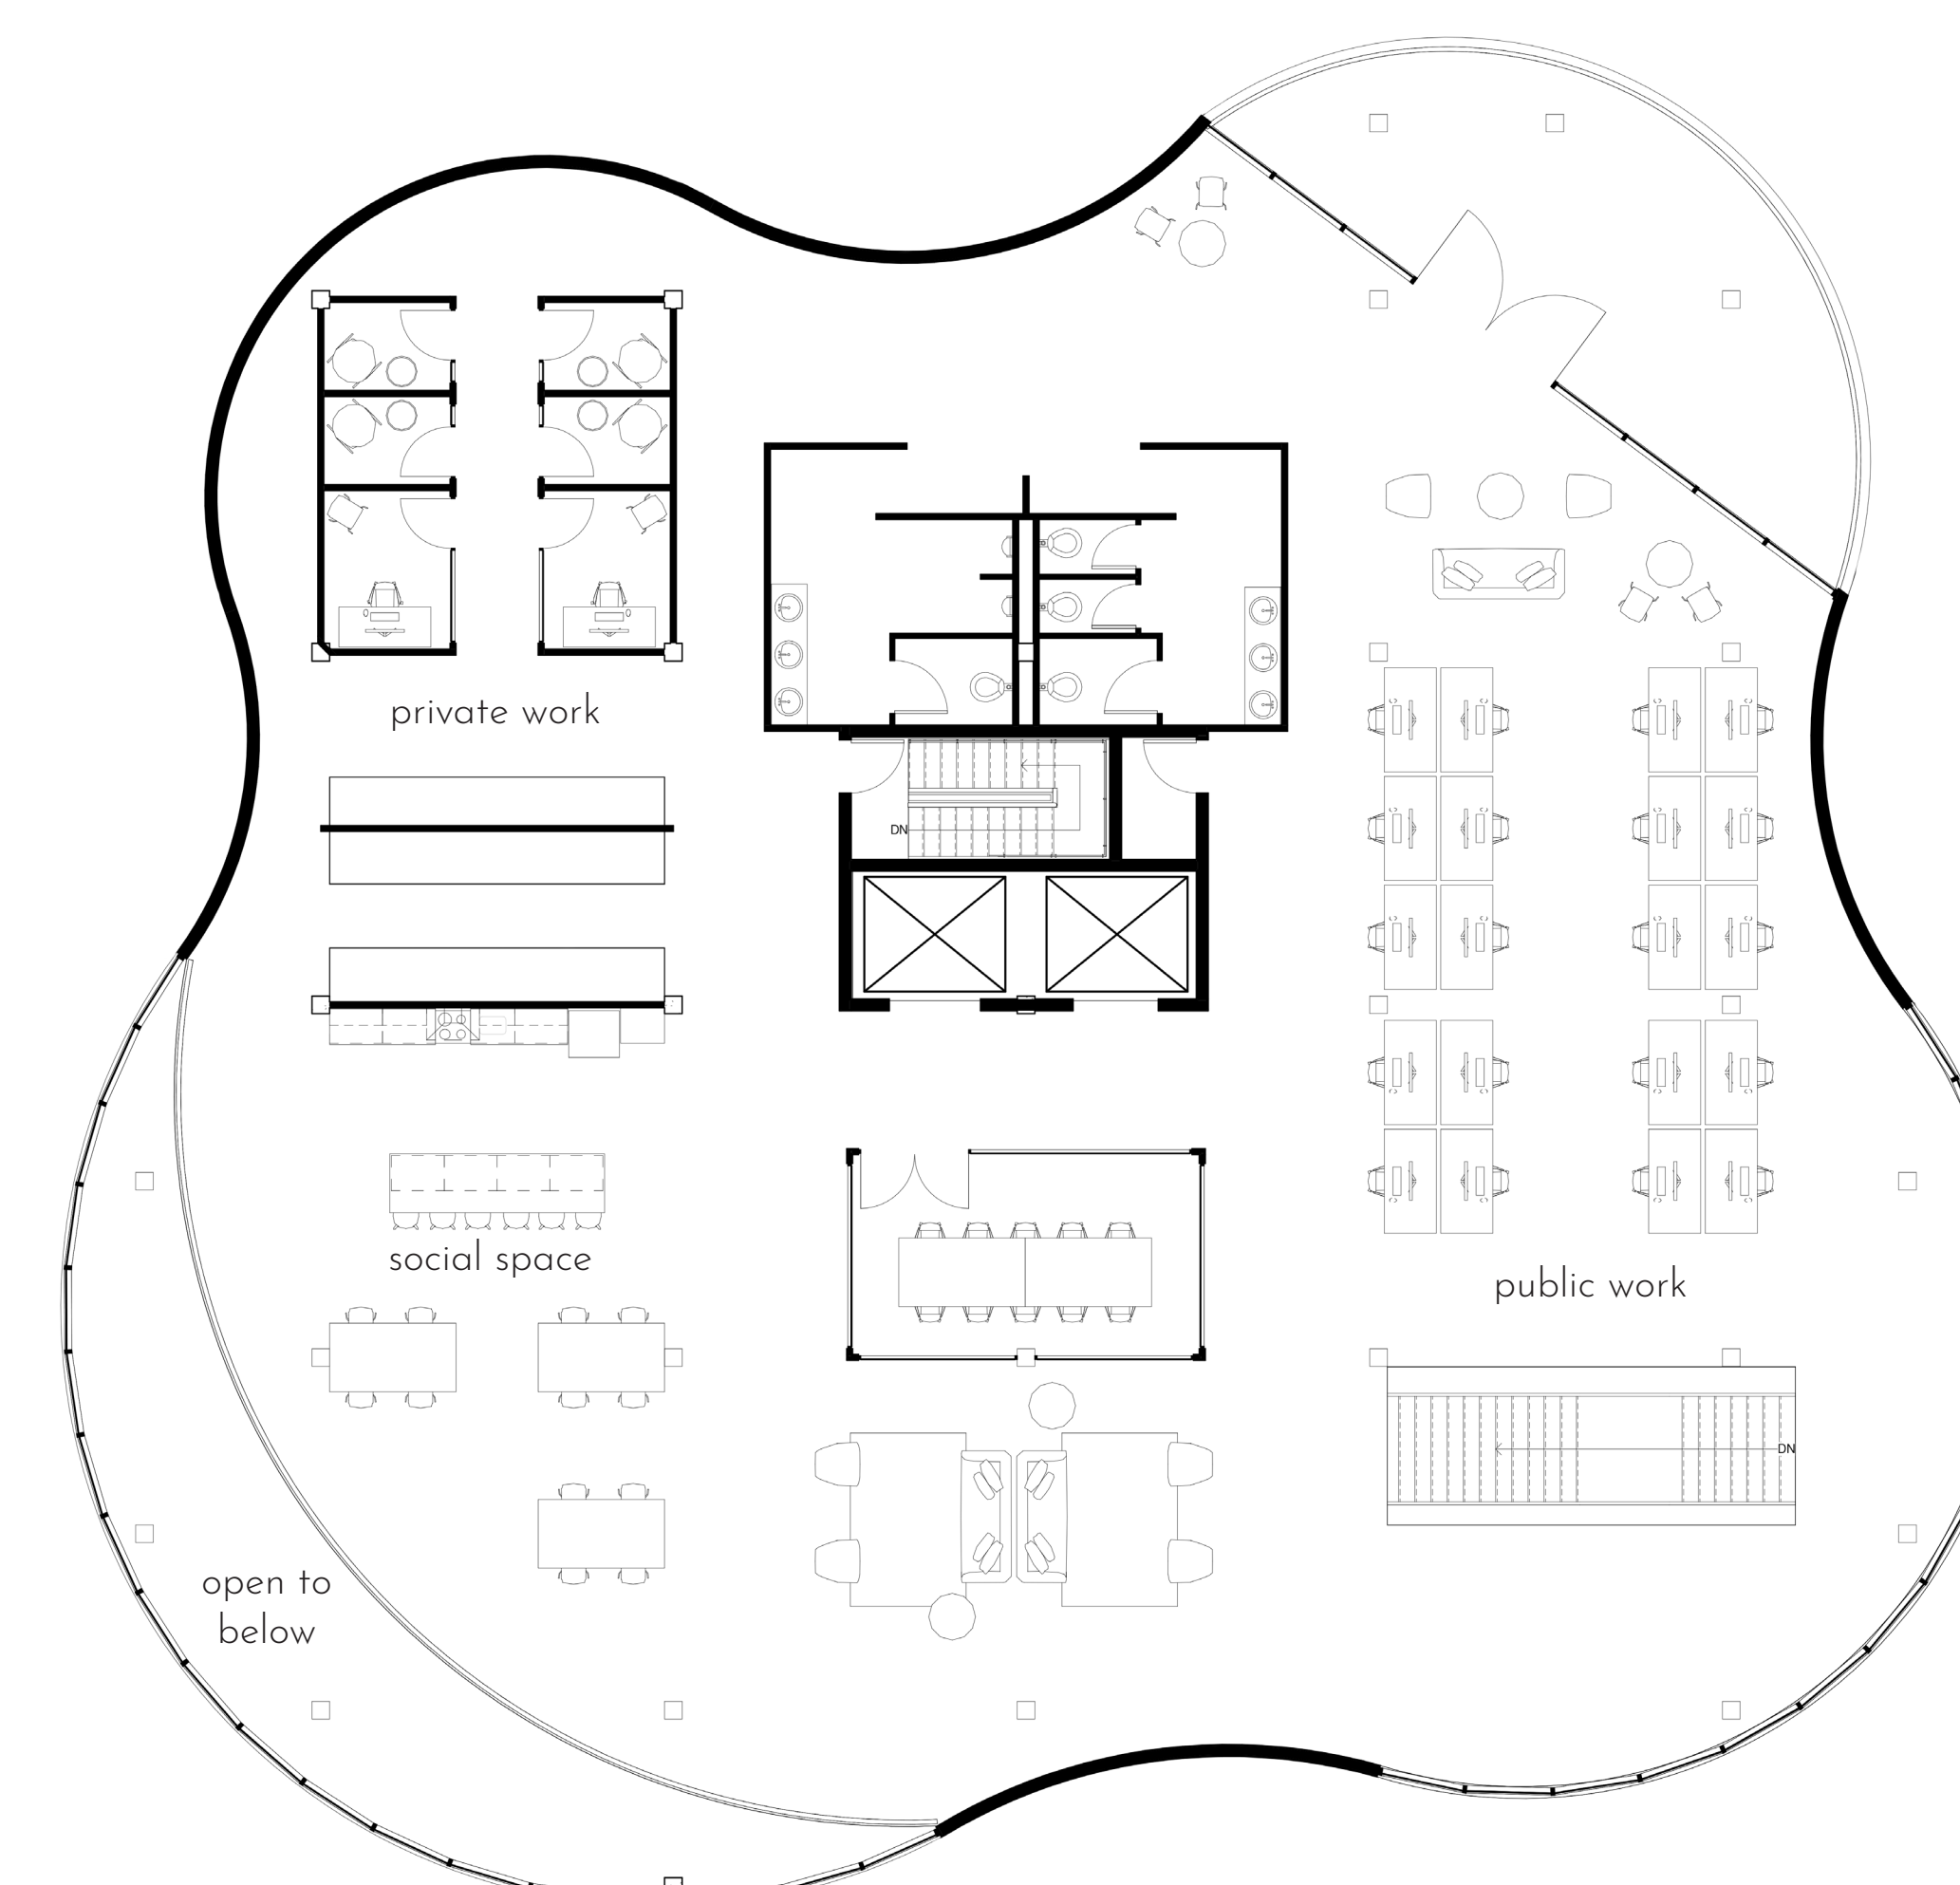 private work
DN
social space
public work
DN
open to
below